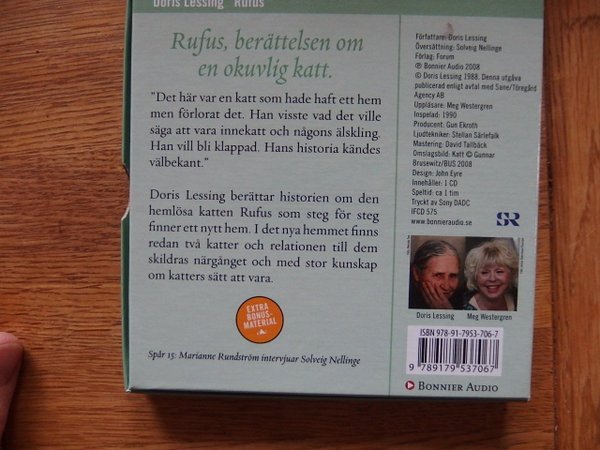 Doris Lessing Rufus
Rufus, berättelsen om
en okuvlig katt.
"Det här var en katt som hade haft ett hem
men förlorat det. Han visste vad det ville
säga att vara innekatt och någons älskling.
Han vill bli klappad. Hans historia kändes
välbekant."
Doris Lessing berättar historien om den
hemlösa katten Rufus som steg för steg
finner ett nytt hem. I det nya hemmet finns
redan två katter och relationen till dem
skildras närgånget och med stor kunskap
om katters sätt att vara.
EXTRA
BONUS-
MATERIAL
Spår 15: Marianne Rundström intervjuar Solveig Nellinge
Författare: Doris Lessing
Översättning: Solveig Nellinge
Förlag: Forum
℗ Bonnier Audio 2008
© Doris Lessing 1988. Denna utgåva
publicerad enligt avtal med Sane/Töregård
Agency AB
Uppläsare: Meg Westergren
Inspelad: 1990
Producent: Gun Ekroth
Ljudtekniker: Stellan Särlefalk
Mastering: David Tallbäck
Omslagsbild: Katt © Gunnar
Brusewitz/BUS 2008
Design: John Eyre
Innehåller: 1 CD
Speltid: ca 1 tim
Tryckt av Sony DADC
IFCD 575
www.bonnieraudio.se
SR
Doris Lessing Meg Westergren
ISBN 978-91-7953-706-7
9 789179 537067
BONNIER AUDIO